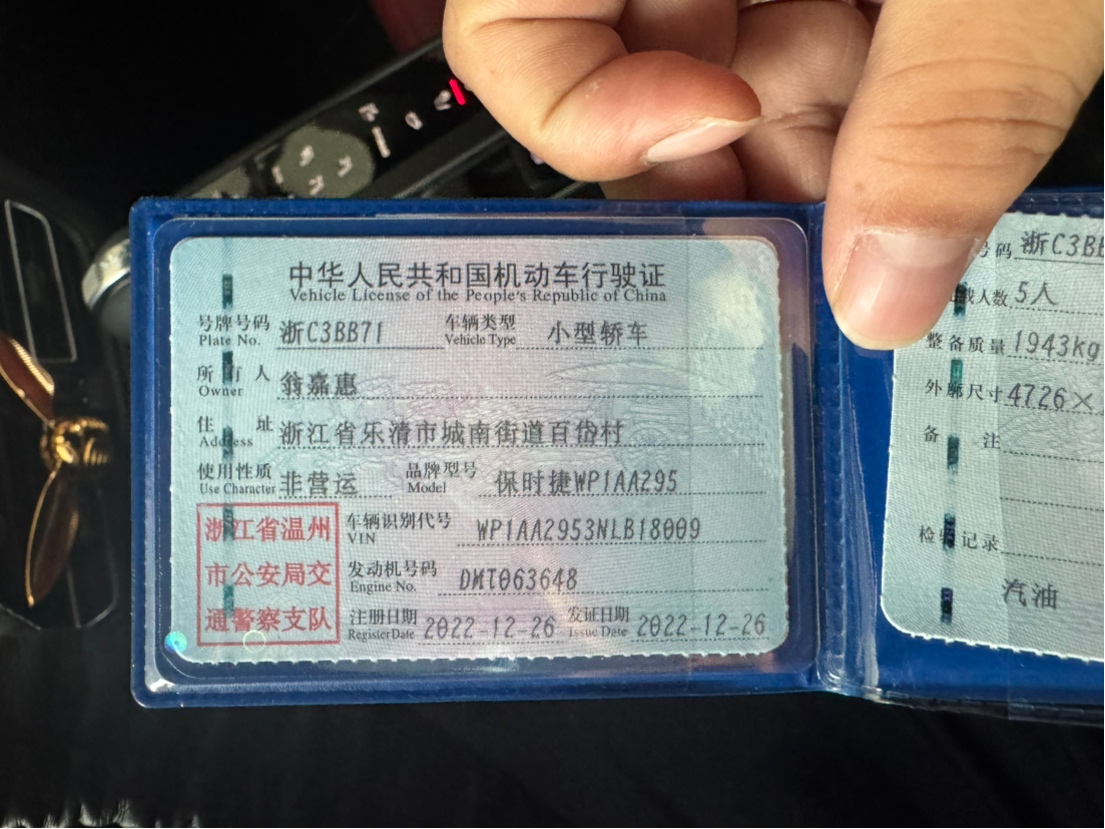 中华人民共和国机动车行驶证
Vehicle License of the People's Republic of China
号牌号码 浙C3BB71 车辆类型 小型轿车
Plate No. Vehicle Type
所有人 翁嘉惠
Owner
住址 浙江省乐清市城南街道百岱村
Address
使用性质 非营运 品牌型号 保时捷WP1AA295
Use Character Model
浙江省温州
市公安局交
通警察支队
车辆识别代号 WP1AA2953NLB18009
VIN
发动机号码 DMT063648
Engine No.
注册日期 2022-12-26 发证日期 2022-12-26
Register Date Issue Date
号码 浙C3BB
载人数 5人
整备质量 1943kg
外廓尺寸 4726×
备注
检验记录
汽油